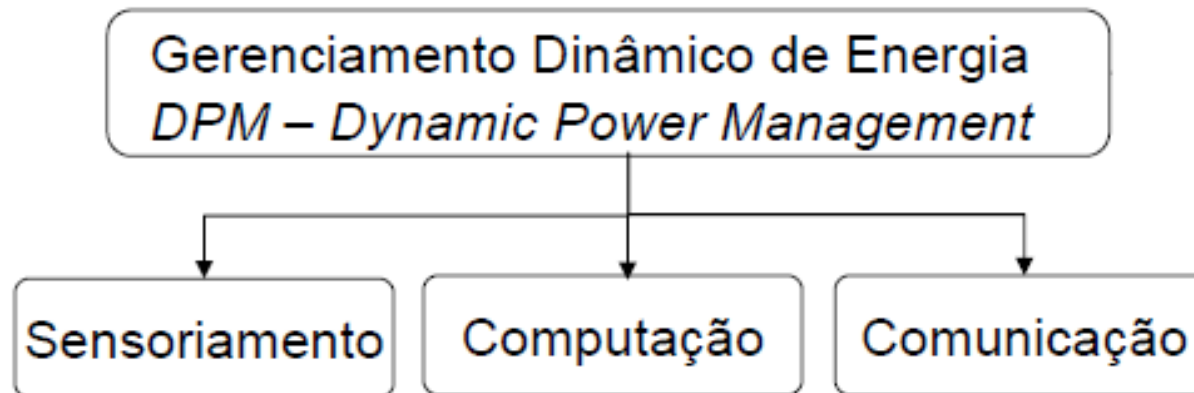 Gerenciamento Dinâmico de Energia
DPM – Dynamic Power Management
Sensoriamento
Computação
Comunicação